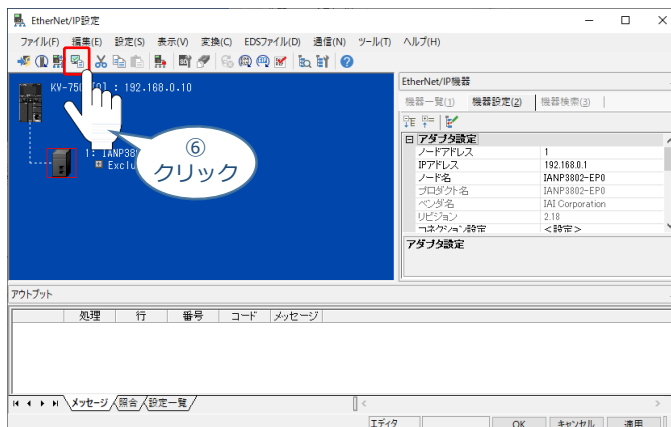 EtherNet/IP設定
ファイル(F) 編集(E) 設定(S) 表示(V) 変換(C) EDSファイル(D) 通信(N) ツール(T) ヘルプ(H)
KV-750 [0] : 192.168.0.10
1: IANP38
Exclu
⑥
クリック
EtherNet/IP機器
機器一覧(1) 機器設定(2) 機器検索(3)
アダプタ設定
ノードアドレス 1
IPアドレス 192.168.0.1
ノード名 IANP3802-EP0
プロダクト名 IANP3802-EP0
ベンダ名 IAI Corporation
リビジョン 2.18
コネクション設定 <設定>
アダプタ設定
アウトプット
処理 行 番号 コード メッセージ
メッセージ 照合 設定一覧
エディタ OK キャンセル 適用